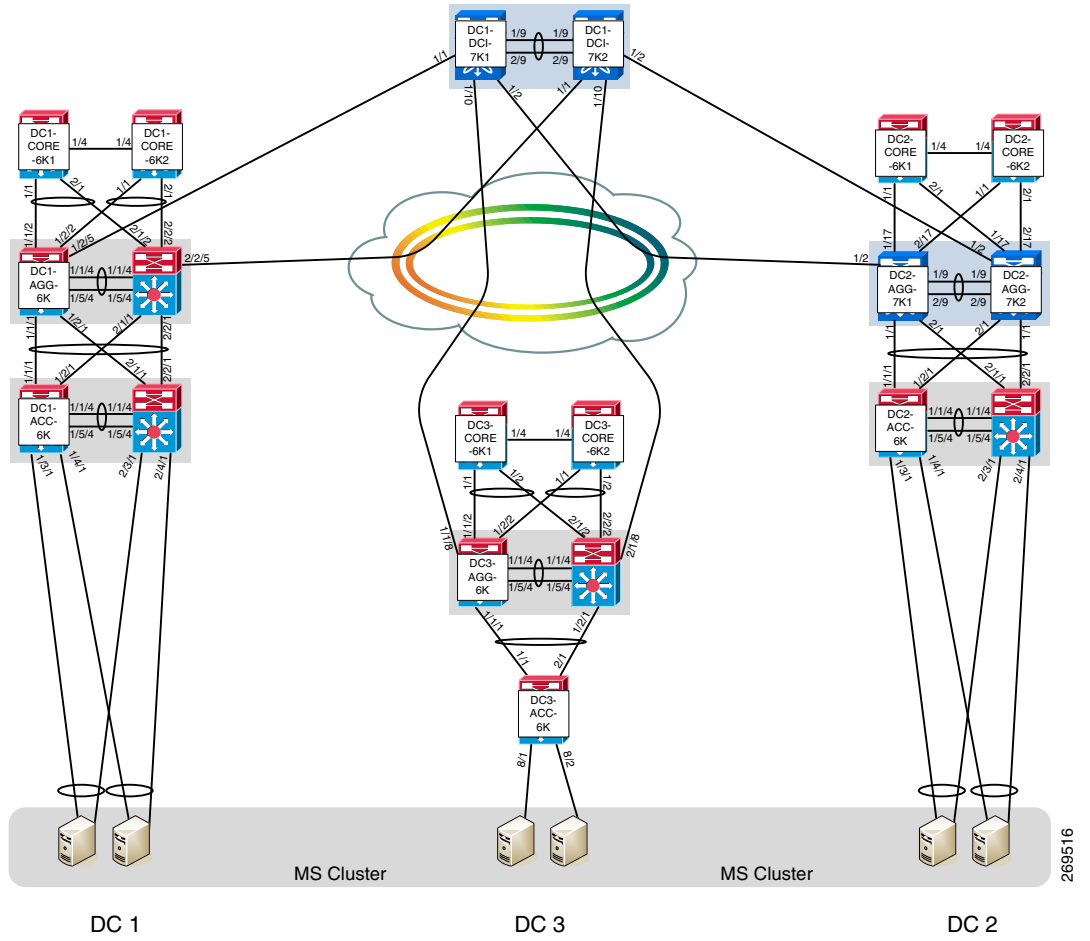 DC1-
DCI-
7K1
1/9
1/9
2/9
2/9
DC1-
DCI-
7K2
1/1
1/10
1/2
1/1
1/10
1/2
DC1-
CORE
-6K1
1/4
1/4
DC1-
CORE
-6K2
1/1
2/1
1/1
2/1
1/1/2
1/2/2
1/2/5
2/1/2
2/2/2
2/2/5
DC1-
AGG-
6K
1/1/4
1/1/4
1/5/4
1/5/4
1/1/1
1/2/1
2/1/1
2/2/1
1/1/1
1/2/1
2/1/1
2/2/1
DC1-
ACC-
6K
1/1/4
1/1/4
1/5/4
1/5/4
1/3/1
1/4/1
2/3/1
2/4/1
DC3-
CORE
-6K1
1/4
1/4
DC3-
CORE
-6K2
1/1
1/2
1/1
1/2
1/1/8
1/1/2
1/2/2
2/1/2
2/2/2
2/1/8
DC3-
AGG-
6K
1/1/4
1/1/4
1/5/4
1/5/4
1/1/1
1/2/1
1/1
2/1
DC3-
ACC-
6K
8/1
8/2
DC2-
CORE
-6K1
1/4
1/4
DC2-
CORE
-6K2
1/1
2/1
1/1
2/1
1/17
2/17
1/2
1/17
2/17
1/2
DC2-
AGG-
7K1
1/9
1/9
2/9
2/9
DC2-
AGG-
7K2
1/1
2/1
2/1
1/1
1/1/1
1/2/1
2/1/1
2/2/1
DC2-
ACC-
6K
1/1/4
1/1/4
1/5/4
1/5/4
1/3/1
1/4/1
2/3/1
2/4/1
MS Cluster
MS Cluster
269516
DC 1
DC 3
DC 2